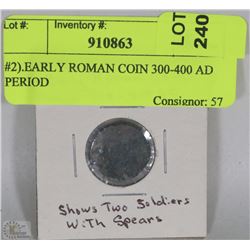 Lot #:
Inventory #:
910863
LOT
240
#2).EARLY ROMAN COIN 300-400 AD
PERIOD
Consignor: 57
Shows Two Soldiers
With Spears